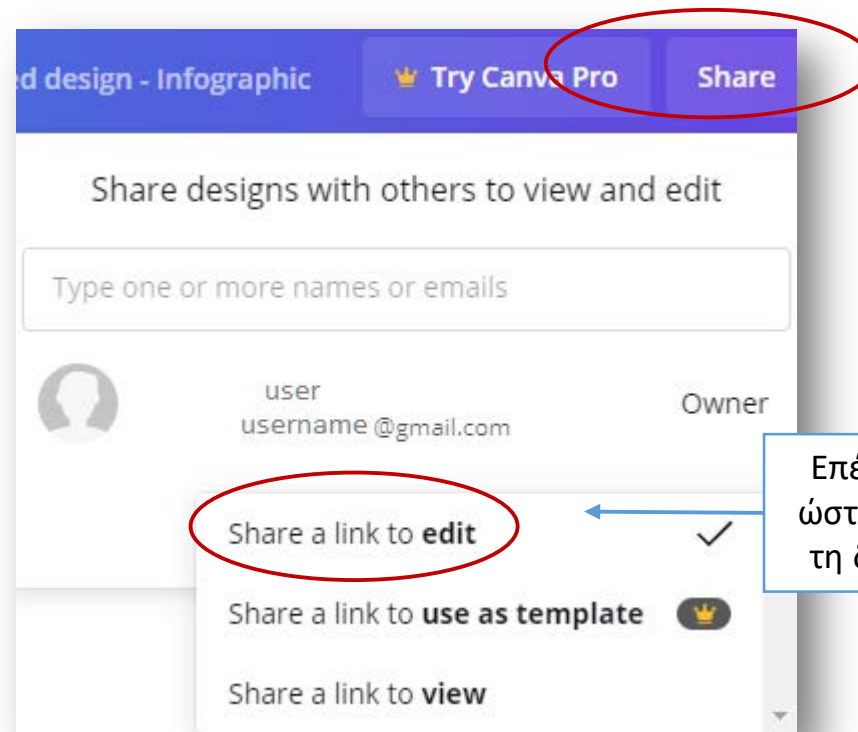 ed design - Infographic Try Canva Pro Share
Share designs with others to view and edit
Type one or more names or emails
user
username @gmail.com
Owner
Share a link to edit
Share a link to use as template
Share a link to view
τη